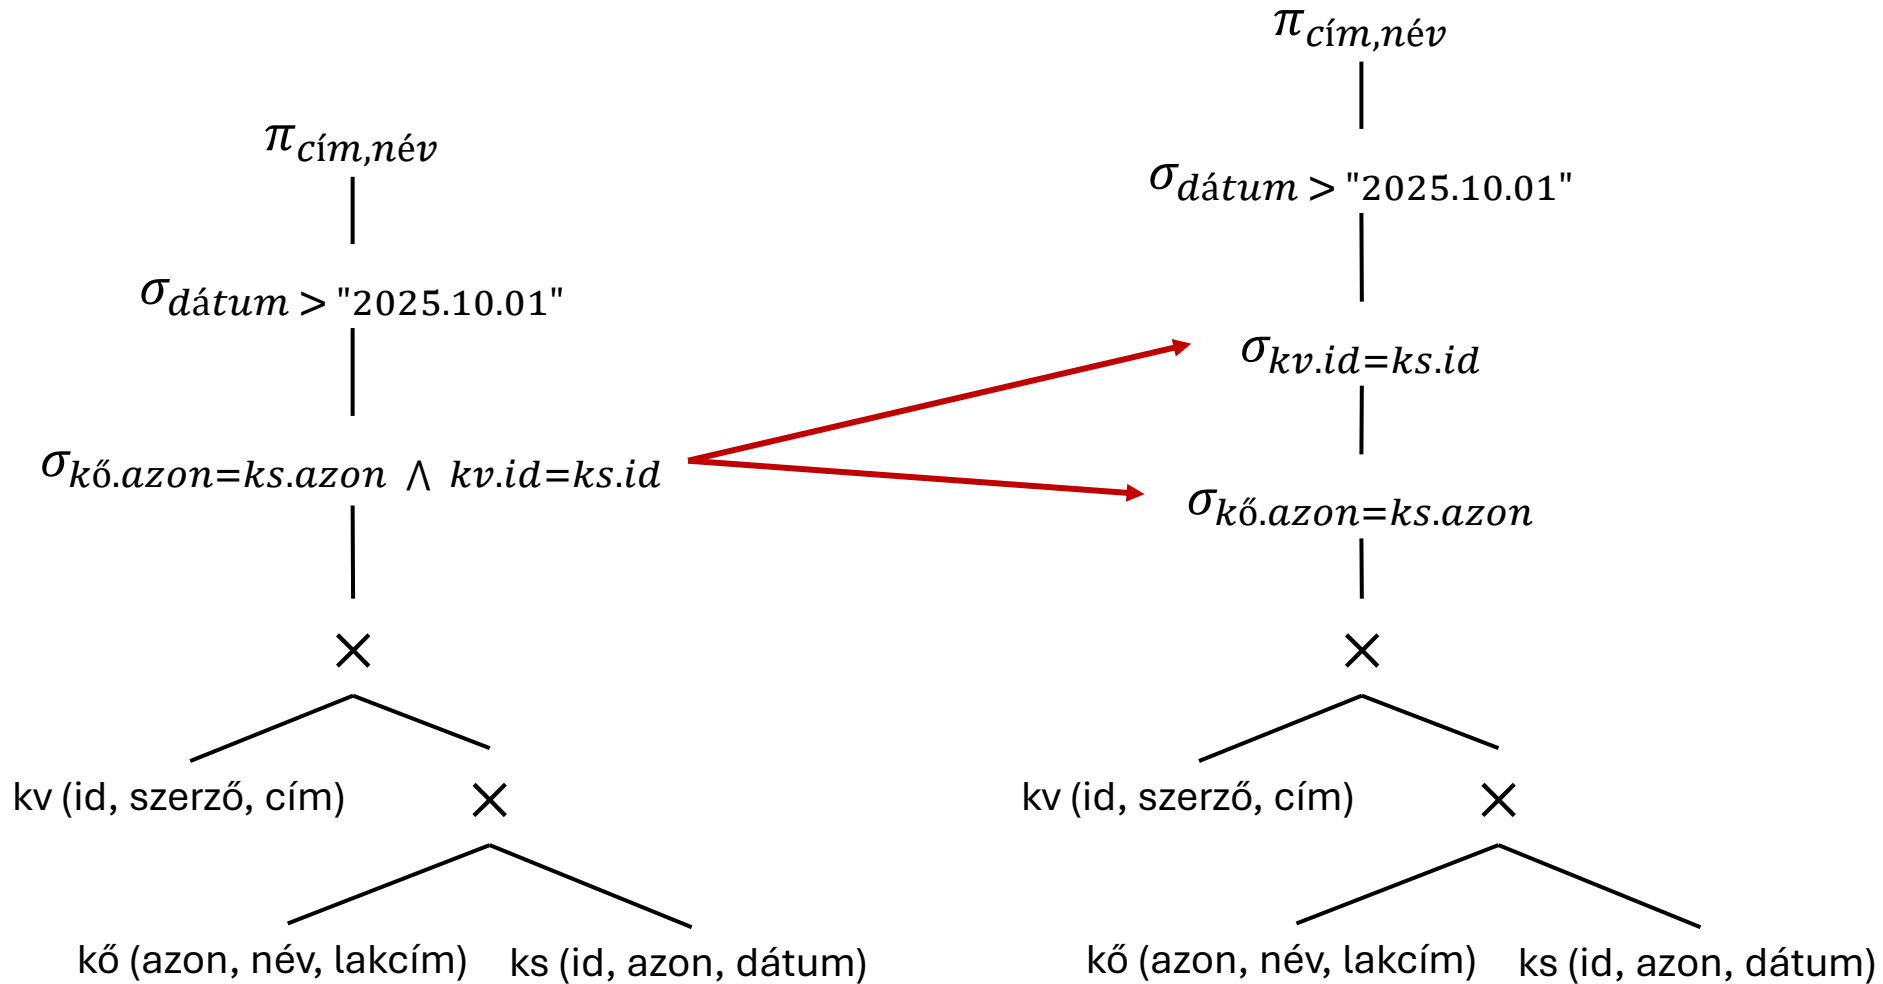 π cím,név
σ dátum > "2025.10.01"
σ kő.azon=ks.azon ∧ kv.id=ks.id
×
kv (id, szerző, cím)
×
kő (azon, név, lakcím)
ks (id, azon, dátum)
π cím,név
σ dátum > "2025.10.01"
σ kv.id=ks.id
σ kő.azon=ks.azon
×
kv (id, szerző, cím)
×
kő (azon, név, lakcím)
ks (id, azon, dátum)